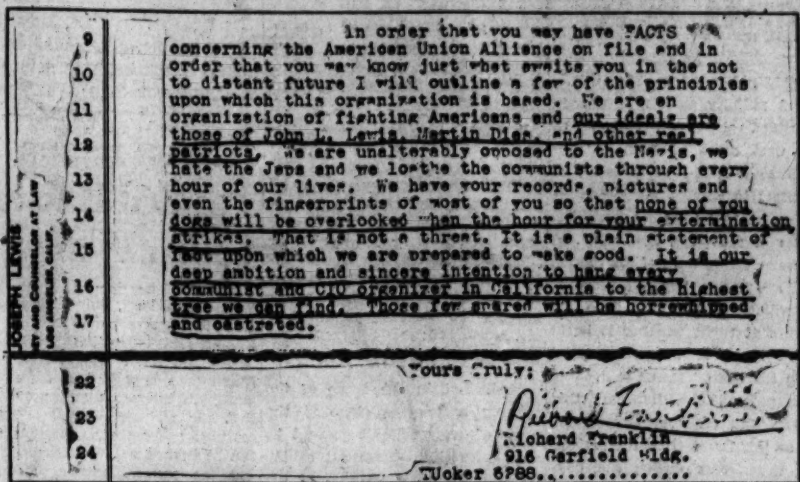 9
10
11
12
13
14
15
16
17
JOSEPH LEWIS
EY AND COUNSELOR AT LAW
LOS ANGELES, CALIF.
In order that you may have FACTS
concerning the American Union Alliance on file and in
order that you may know just what awaits you in the not
to distant future I will outline a few of the principles
upon which this organization is based. We are an
organization of fighting Americans and our ideals are
those of John L. Lewis, Martin Dies, and other real
patriots. We are unalterably opposed to the Nazis, we
hate the Japs and we loathe the communists through every
hour of our lives. We have your records, pictures and
even the fingerprints of most of you so that none of you
dogs will be overlooked when the hour for your extermination
strikes. That is not a threat. It is a plain statement of
fact upon which we are prepared to make good. It is our
deep ambition and sincere intention to hang every
communist and CIO organizer in California to the highest
tree we can find. Those few spared will be horsewhipped
and castrated.
22
23
24
Yours Truly;
Richard Franklin
Richard Franklin
916 Garfield Bldg.
TUcker 6788..............